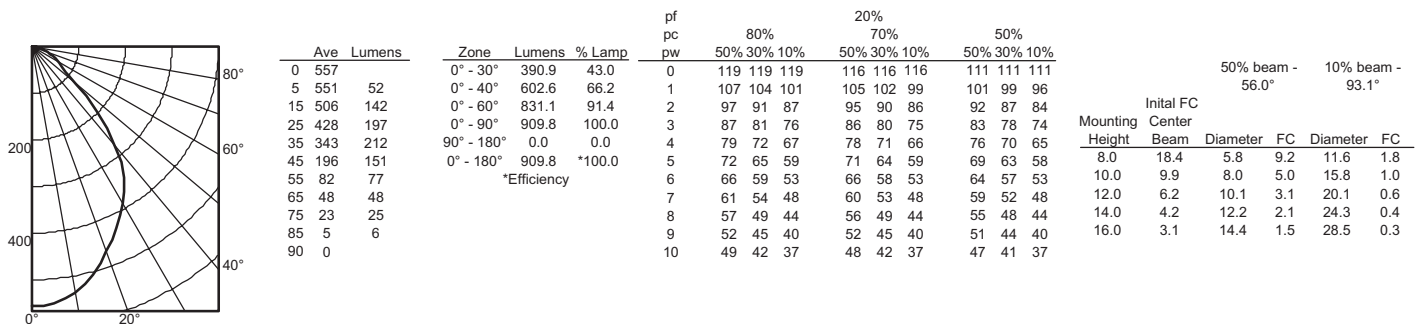 200
400
0°
20°
40°
60°
80°
Ave Lumens
0 557
5 551 52
15 506 142
25 428 197
35 343 212
45 196 151
55 82 77
65 48 48
75 23 25
85 5 6
90 0
Zone Lumens % Lamp
0° - 30° 390.9 43.0
0° - 40° 602.6 66.2
0° - 60° 831.1 91.4
0° - 90° 909.8 100.0
90° - 180° 0.0 0.0
0° - 180° 909.8 *100.0
*Efficiency
pf 20%
pc 80% 70% 50%
pw 50% 30% 10% 50% 30% 10% 50% 30% 10%
0 119 119 119 116 116 116 111 111 111
1 107 104 101 105 102 99 101 99 96
2 97 91 87 95 90 86 92 87 84
3 87 81 76 86 80 75 83 78 74
4 79 72 67 78 71 66 76 70 65
5 72 65 59 71 64 59 69 63 58
6 66 59 53 66 58 53 64 57 53
7 61 54 48 60 53 48 59 52 48
8 57 49 44 56 49 44 55 48 44
9 52 45 40 52 45 40 51 44 40
10 49 42 37 48 42 37 47 41 37
50% beam - 10% beam -
56.0° 93.1°
Inital FC
Mounting Center
Height Beam Diameter FC Diameter FC
8.0 18.4 5.8 9.2 11.6 1.8
10.0 9.9 8.0 5.0 15.8 1.0
12.0 6.2 10.1 3.1 20.1 0.6
14.0 4.2 12.2 2.1 24.3 0.4
16.0 3.1 14.4 1.5 28.5 0.3